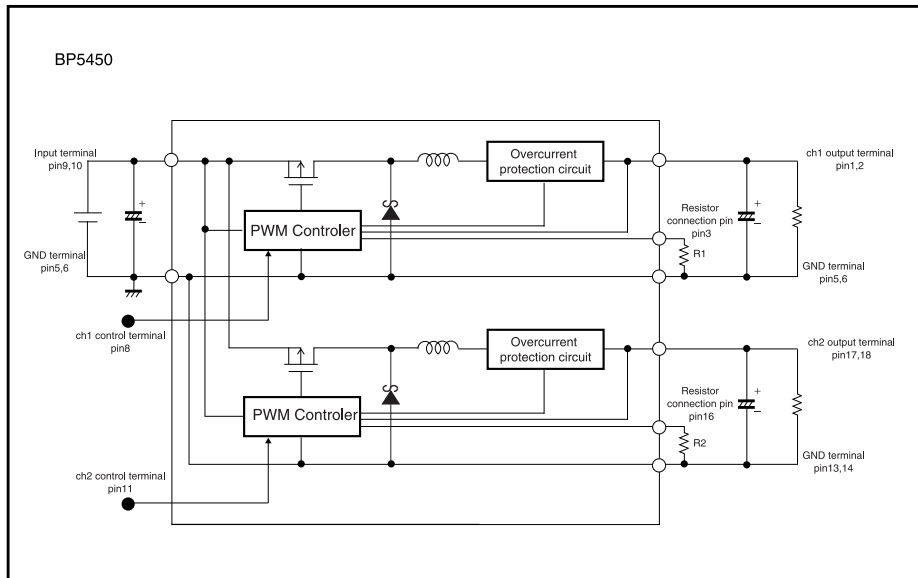 BP5450
Input terminal
pin9,10
Overcurrent
protection circuit
ch1 output terminal
pin1,2
+
−
PWM Controler
Resistor
connection pin
pin3
+
−
R1
GND terminal
pin5,6
GND terminal
pin5,6
ch1 control terminal
pin8
Overcurrent
protection circuit
ch2 output terminal
pin17,18
PWM Controler
Resistor
connection pin
pin16
+
−
R2
GND terminal
pin13,14
ch2 control terminal
pin11